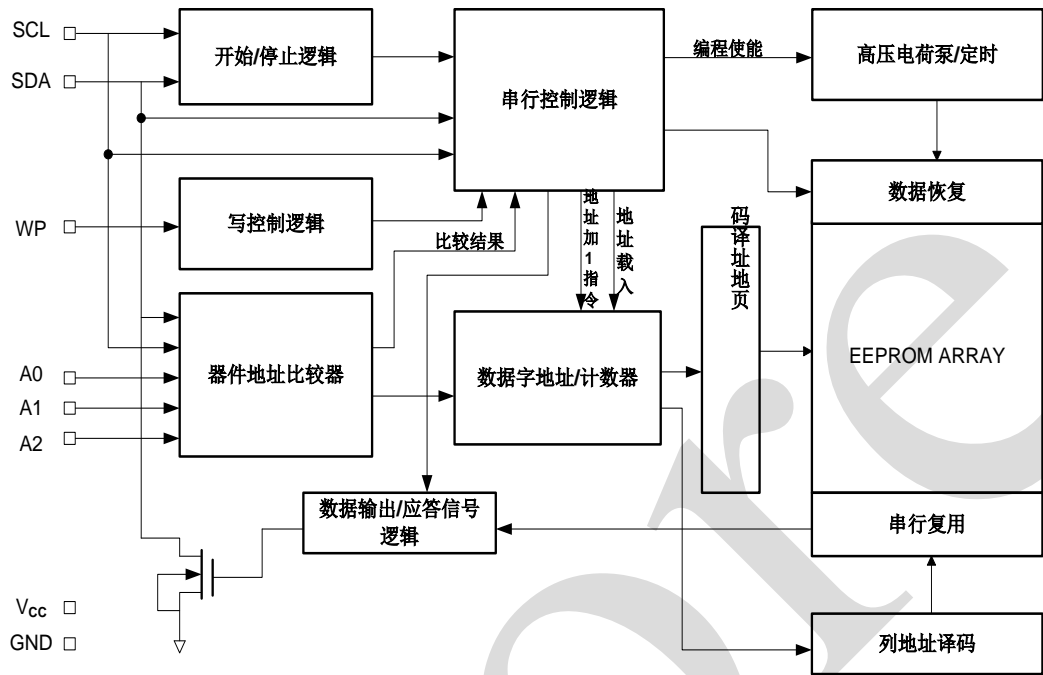 SCL
SDA
开始/停止逻辑
串行控制逻辑
编程使能
高压电荷泵/定时
WP
写控制逻辑
比较结果
地址加1指令
地址载入
码译址地页
数据恢复
EEPROM ARRAY
A0
A1
A2
器件地址比较器
数据字地址/计数器
数据输出/应答信号
逻辑
串行复用
VCC
GND
列地址译码
ore